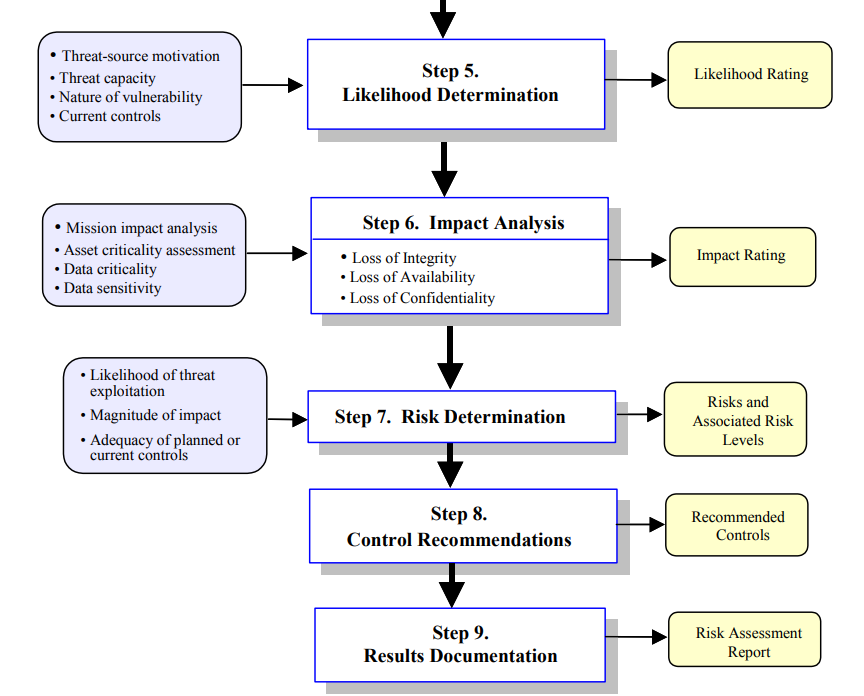 • Threat-source motivation
• Threat capacity
• Nature of vulnerability
• Current controls
Step 5.
Likelihood Determination
Likelihood Rating
• Mission impact analysis
• Asset criticality assessment
• Data criticality
• Data sensitivity
Step 6. Impact Analysis
• Loss of Integrity
• Loss of Availability
• Loss of Confidentiality
Impact Rating
• Likelihood of threat
exploitation
• Magnitude of impact
• Adequacy of planned or
current controls
Step 7. Risk Determination
Risks and
Associated Risk
Levels
Step 8.
Control Recommendations
Recommended
Controls
Step 9.
Results Documentation
Risk Assessment
Report